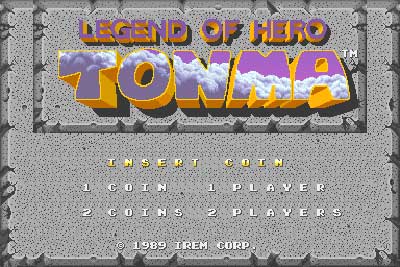 LEGEND OF HERO
TONMA™
INSERT COIN
1 COIN 1 PLAYER
2 COINS 2 PLAYERS
© 1989 IREM CORP.